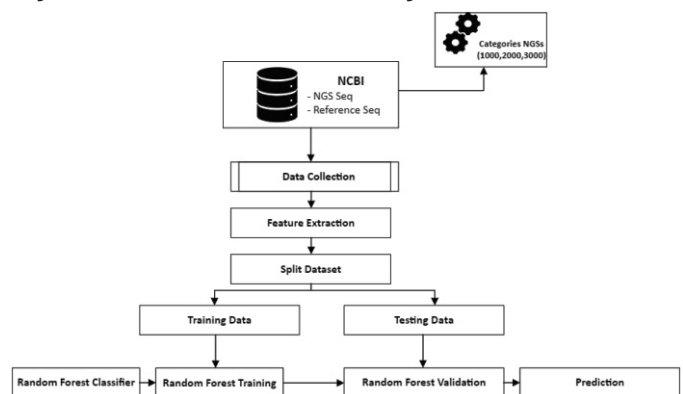 Categories NGSs
(1000,2000,3000)
NCBI
- NGS Seq
- Reference Seq
Data Collection
Feature Extraction
Split Dataset
Training Data
Testing Data
Random Forest Classifier
Random Forest Training
Random Forest Validation
Prediction